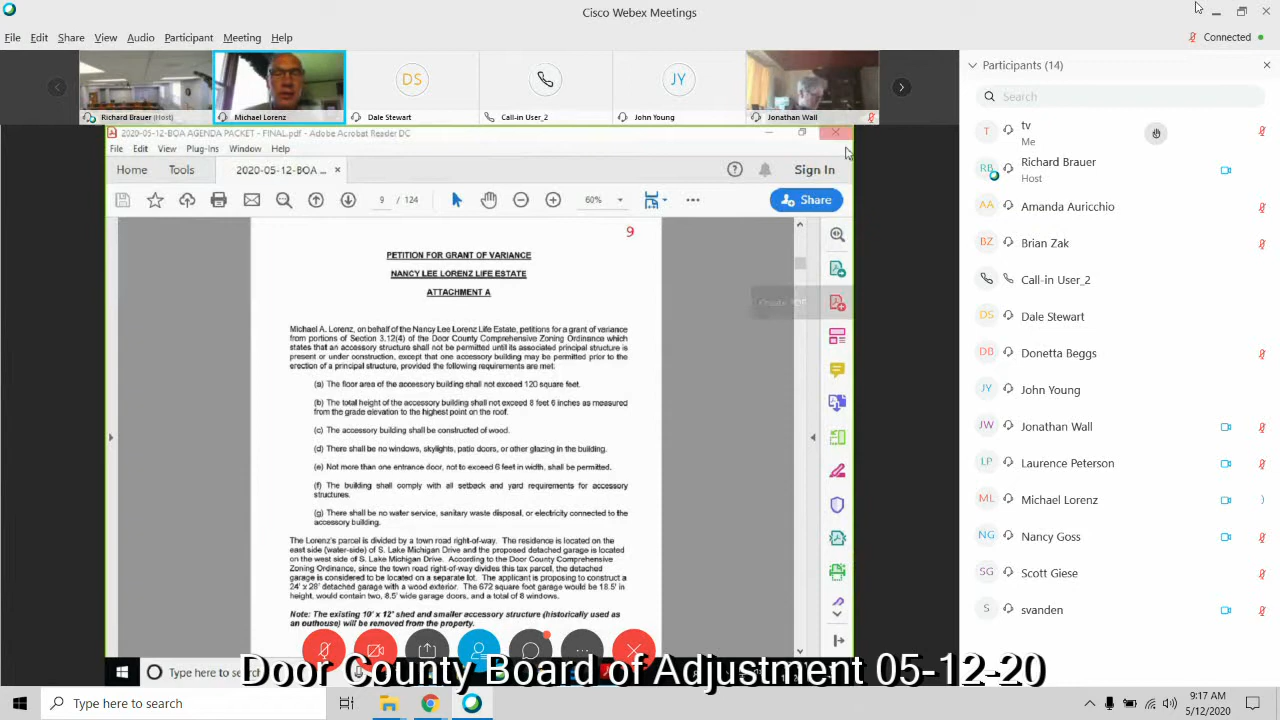 Cisco Webex Meetings
File Edit Share View Audio Participant Meeting Help
Connected
Richard Brauer (Host)
Michael Lorenz
DS
Dale Stewart
Call-in User_2
JY
John Young
Jonathan Wall
Participants (14)
Search
T tv
Me
RB Richard Brauer
Host
AA Amanda Auricchio
BZ Brian Zak
Call-in User_2
DS Dale Stewart
DB Donetta Beggs
JY John Young
JW Jonathan Wall
LP Laurence Peterson
ML Michael Lorenz
NG Nancy Goss
SG Scott Giese
S svanden
2020-05-12-BOA AGENDA PACKET - FINAL.pdf - Adobe Acrobat Reader DC
File Edit View Plug-Ins Window Help
Home Tools 2020-05-12-BOA ... × Sign In
9 / 124 60% Share
9
PETITION FOR GRANT OF VARIANCE
NANCY LEE LORENZ LIFE ESTATE
ATTACHMENT A
Michael A. Lorenz, on behalf of the Nancy Lee Lorenz Life Estate, petitions for a grant of variance
from portions of Section 3.12(4) of the Door County Comprehensive Zoning Ordinance which
states that an accessory structure shall not be permitted until its associated principal structure is
present or under construction, except that one accessory building may be permitted prior to the
erection of a principal structure, provided the following requirements are met:
(a) The floor area of the accessory building shall not exceed 120 square feet.
(b) The total height of the accessory building shall not exceed 8 feet 6 inches as measured
from the grade elevation to the highest point on the roof.
(c) The accessory building shall be constructed of wood.
(d) There shall be no windows, skylights, patio doors, or other glazing in the building.
(e) Not more than one entrance door, not to exceed 6 feet in width, shall be permitted.
(f) The building shall comply with all setback and yard requirements for accessory
structures.
(g) There shall be no water service, sanitary waste disposal, or electricity connected to the
accessory building.
The Lorenz's parcel is divided by a town road right-of-way. The residence is located on the
east side (water-side) of S. Lake Michigan Drive and the proposed detached garage is located
on the west side of S. Lake Michigan Drive. According to the Door County Comprehensive
Zoning Ordinance, since the town road right-of-way divides this tax parcel, the detached
garage is considered to be located on a separate lot. The applicant is proposing to construct a
24' x 28' detached garage with a wood exterior. The 672 square foot garage would be 18.5' in
height, would contain two, 8.5' wide garage doors, and a total of 8 windows.
Note: The existing 10' x 12' shed and smaller accessory structure (historically used as
an outhouse) will be removed from the property.
Type here to search
Door County Board of Adjustment 05-12-20
Type here to search
9:17 AM
5/12/2020